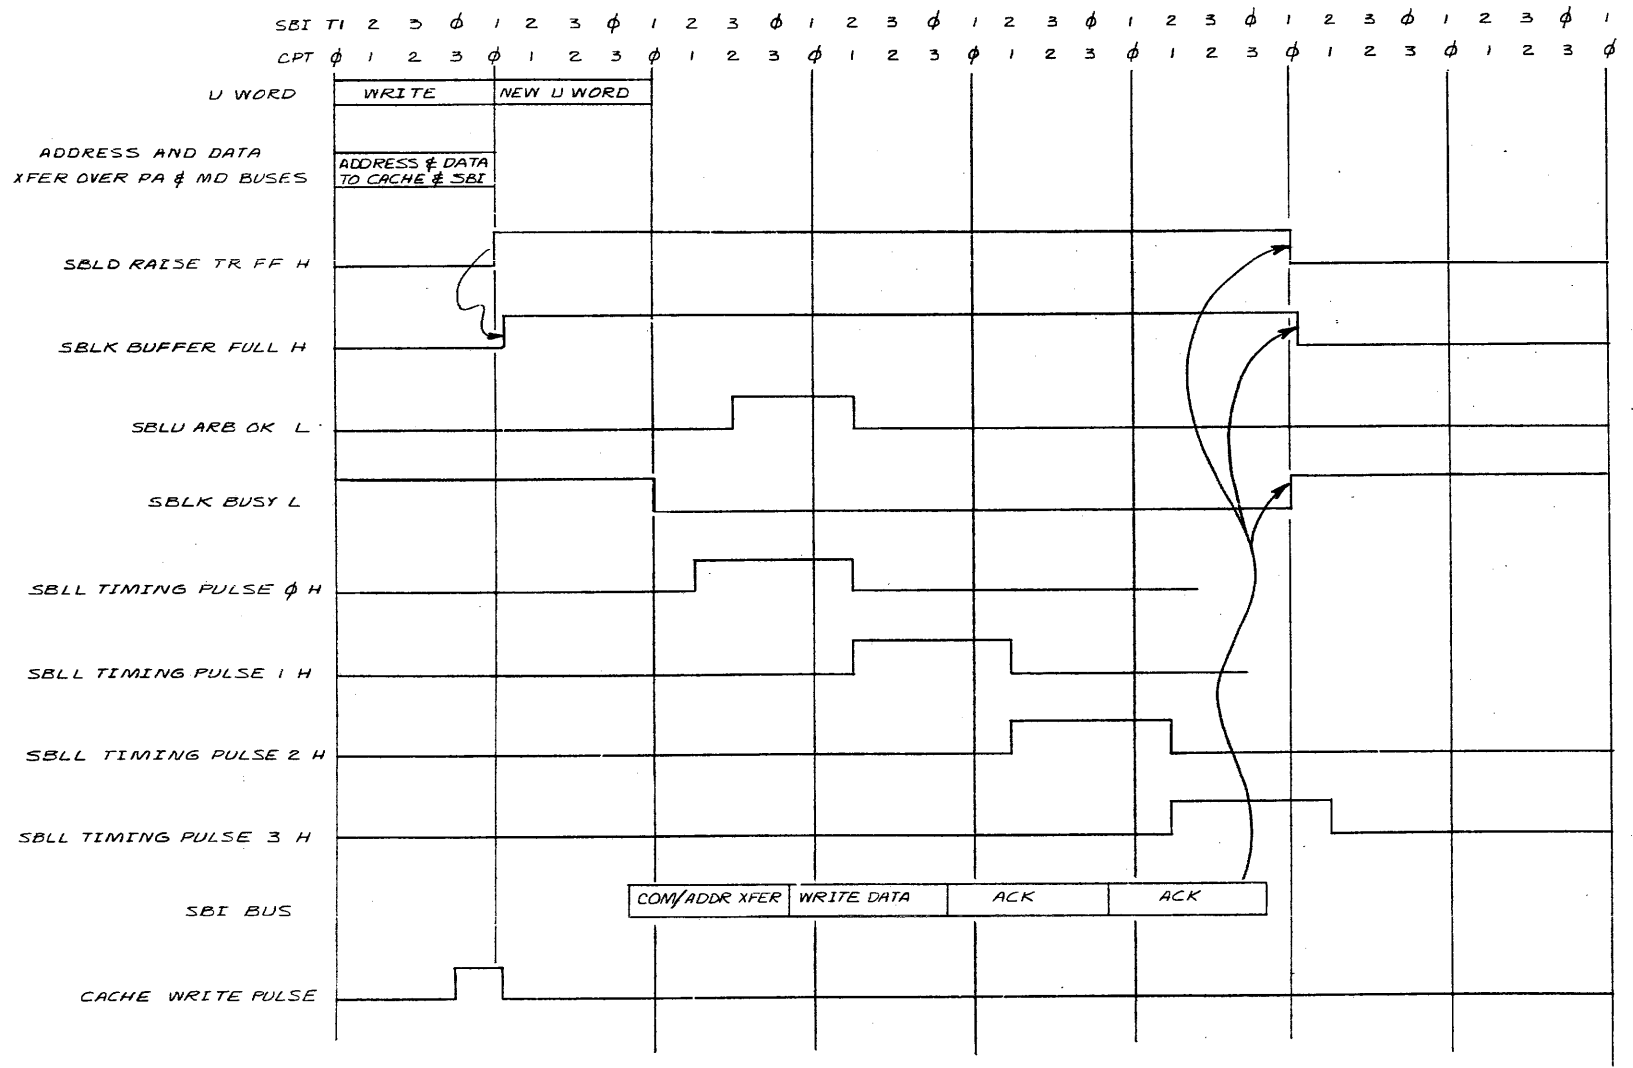 SBI T1 2 3 φ 1 2 3 φ 1 2 3 φ 1 2 3 φ 1 2 3 φ 1 2 3 φ 1 2 3 φ 1 2 3 φ 1
CPT φ 1 2 3 φ 1 2 3 φ 1 2 3 φ 1 2 3 φ 1 2 3 φ 1 2 3 φ 1 2 3 φ 1 2 3 φ
U WORD WRITE NEW U WORD
ADDRESS AND DATA
XFER OVER PA & MD BUSES
ADDRESS & DATA
TO CACHE & SBI
SBLD RAISE TR FF H
SBLK BUFFER FULL H
SBLU ARB OK L
SBLK BUSY L
SBLL TIMING PULSE φ H
SBLL TIMING PULSE 1 H
SBLL TIMING PULSE 2 H
SBLL TIMING PULSE 3 H
SBI BUS COM/ADDR XFER WRITE DATA ACK ACK
CACHE WRITE PULSE